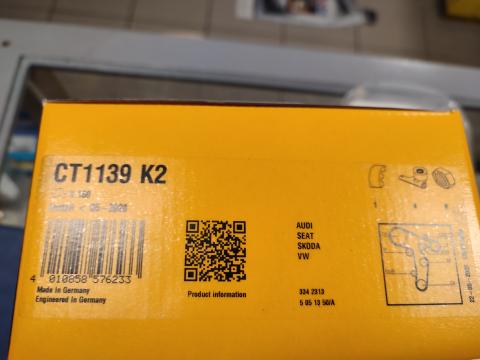 CT1139 K2
AUDI
SEAT
SKODA
VW
4 010858 576233
Made in Germany
Engineered in Germany
Product information
334 2313
5 05 13 50/A